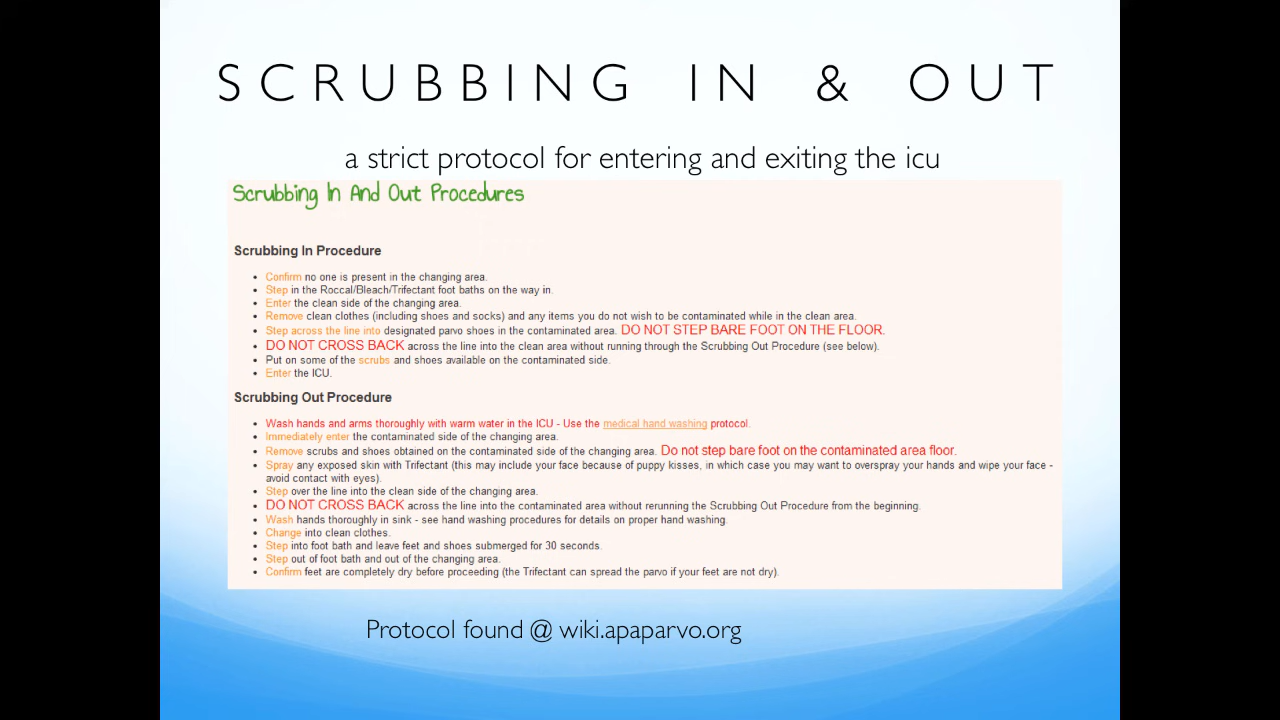 SCRUBBING IN & OUT
a strict protocol for entering and exiting the icu
Scrubbing In And Out Procedures
Scrubbing In Procedure
• Confirm no one is present in the changing area.
• Step in the Roccal/Bleach/Trifectant foot baths on the way in.
• Enter the clean side of the changing area.
• Remove clean clothes (including shoes and socks) and any items you do not wish to be contaminated while in the clean area.
• Step across the line into designated parvo shoes in the contaminated area. DO NOT STEP BARE FOOT ON THE FLOOR.
• DO NOT CROSS BACK across the line into the clean area without running through the Scrubbing Out Procedure (see below).
• Put on some of the scrubs and shoes available on the contaminated side.
• Enter the ICU.
Scrubbing Out Procedure
• Wash hands and arms thoroughly with warm water in the ICU - Use the medical hand washing protocol.
• Immediately enter the contaminated side of the changing area.
• Remove scrubs and shoes obtained on the contaminated side of the changing area. Do not step bare foot on the contaminated area floor.
• Spray any exposed skin with Trifectant (this may include your face because of puppy kisses, in which case you may want to overspray your hands and wipe your face -
avoid contact with eyes).
• Step over the line into the clean side of the changing area.
• DO NOT CROSS BACK across the line into the contaminated area without rerunning the Scrubbing Out Procedure from the beginning.
• Wash hands thoroughly in sink - see hand washing procedures for details on proper hand washing.
• Change into clean clothes.
• Step into foot bath and leave feet and shoes submerged for 30 seconds.
• Step out of foot bath and out of the changing area.
• Confirm feet are completely dry before proceeding (the Trifectant can spread the parvo if your feet are not dry).
Protocol found @ wiki.apaparvo.org